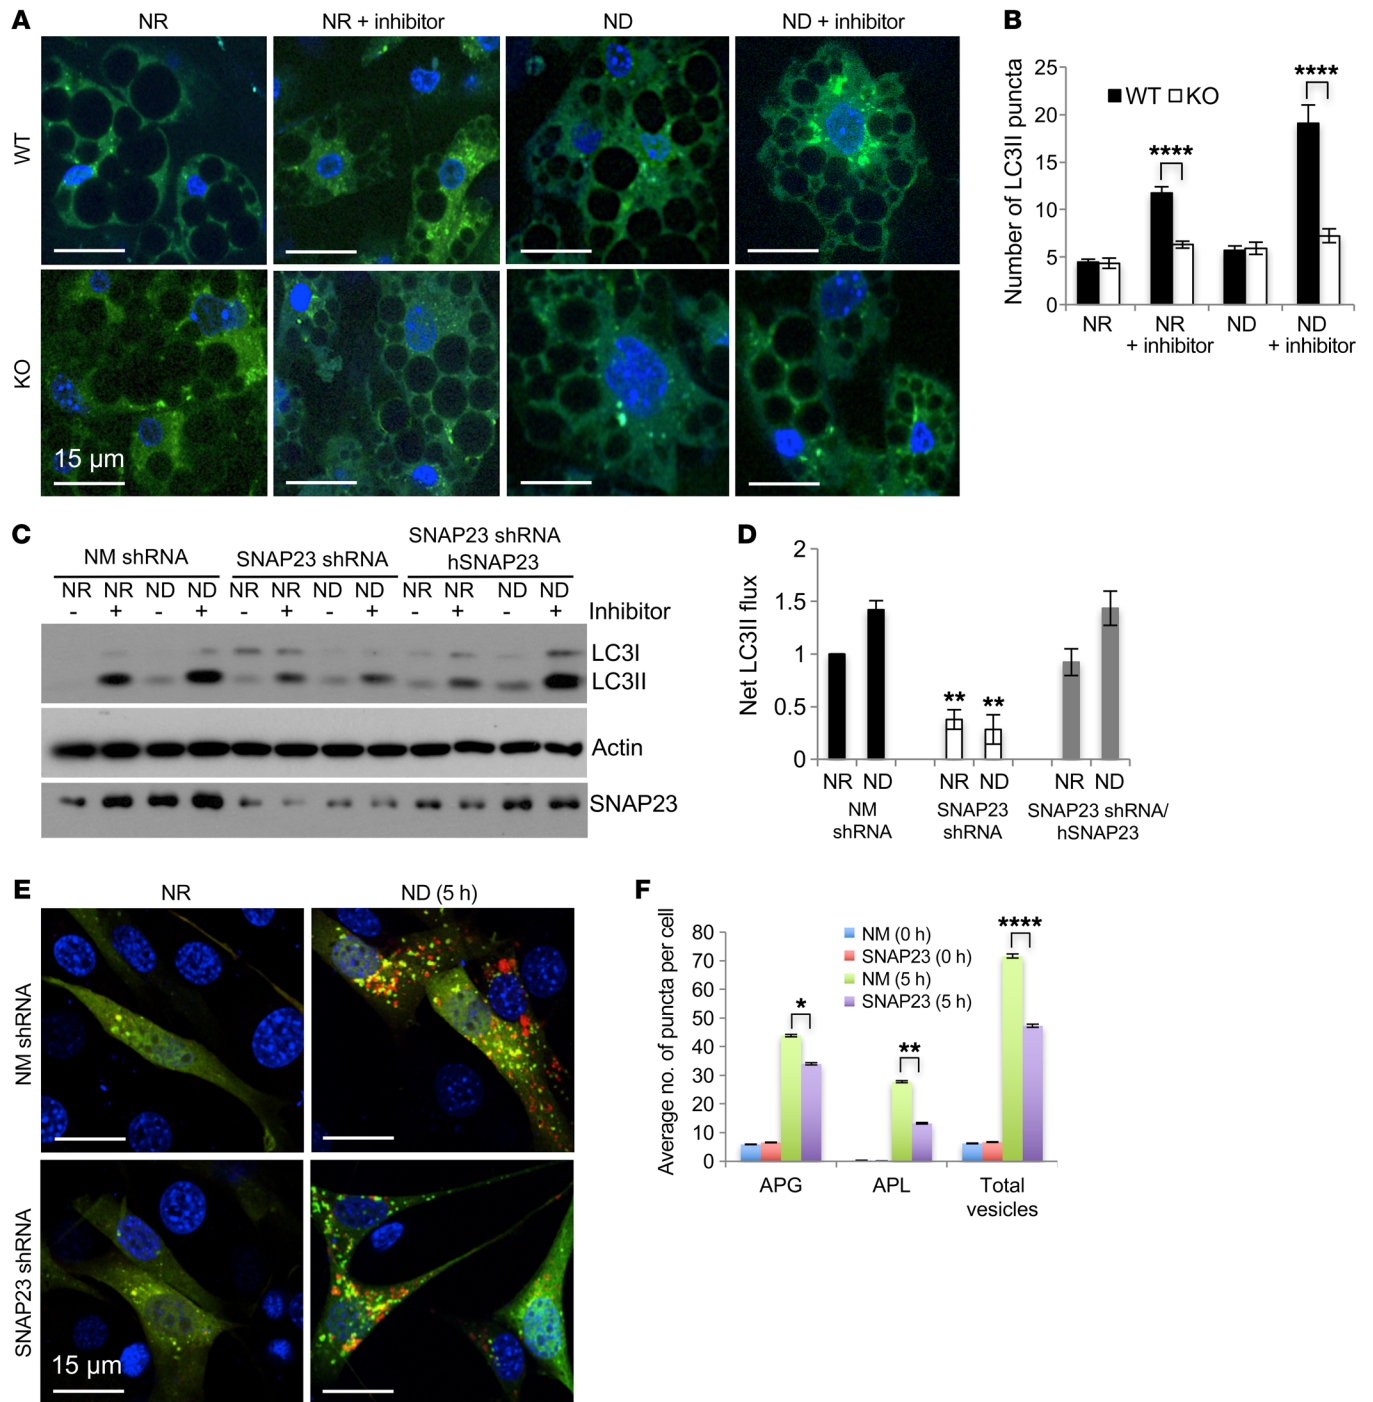 A
NR
NR + inhibitor
ND
ND + inhibitor
WT
KO
15 µm
B
Number of LC3II puncta
25
20
15
10
5
0
WT KO
****
****
NR
NR
+ inhibitor
ND
ND
+ inhibitor
C
NM shRNA
SNAP23 shRNA
SNAP23 shRNA
hSNAP23
NR NR ND ND NR NR ND ND NR NR ND ND
- + - + - + - + - + - + Inhibitor
LC3I
LC3II
Actin
SNAP23
D
Net LC3II flux
2
1.5
1
0.5
0
** **
NR ND NR ND NR ND
NM
shRNA
SNAP23
shRNA
SNAP23 shRNA/
hSNAP23
E
NR
ND (5 h)
NM shRNA
SNAP23 shRNA
15 µm
F
Average no. of puncta per cell
80
70
60
50
40
30
20
10
0
NM (0 h)
SNAP23 (0 h)
NM (5 h)
SNAP23 (5 h)
*
**
****
APG
APL
Total
vesicles